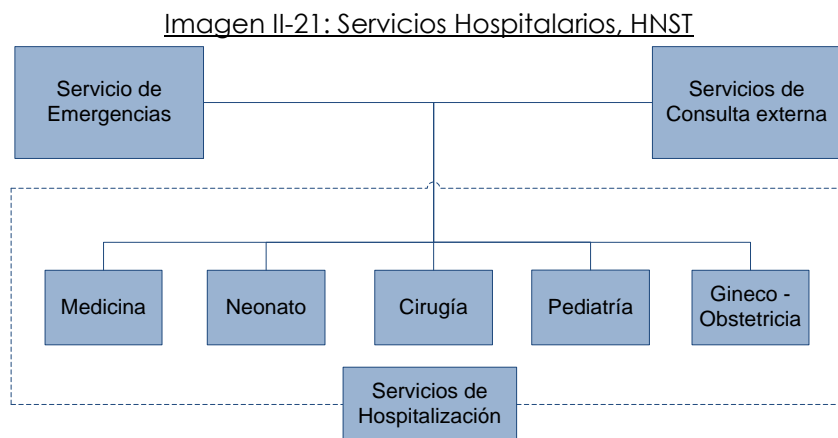 Imagen II-21: Servicios Hospitalarios, HNST
Servicio de
Emergencias
Servicios de
Consulta externa
Medicina
Neonato
Cirugía
Pediatría
Gineco -
Obstetricia
Servicios de
Hospitalización